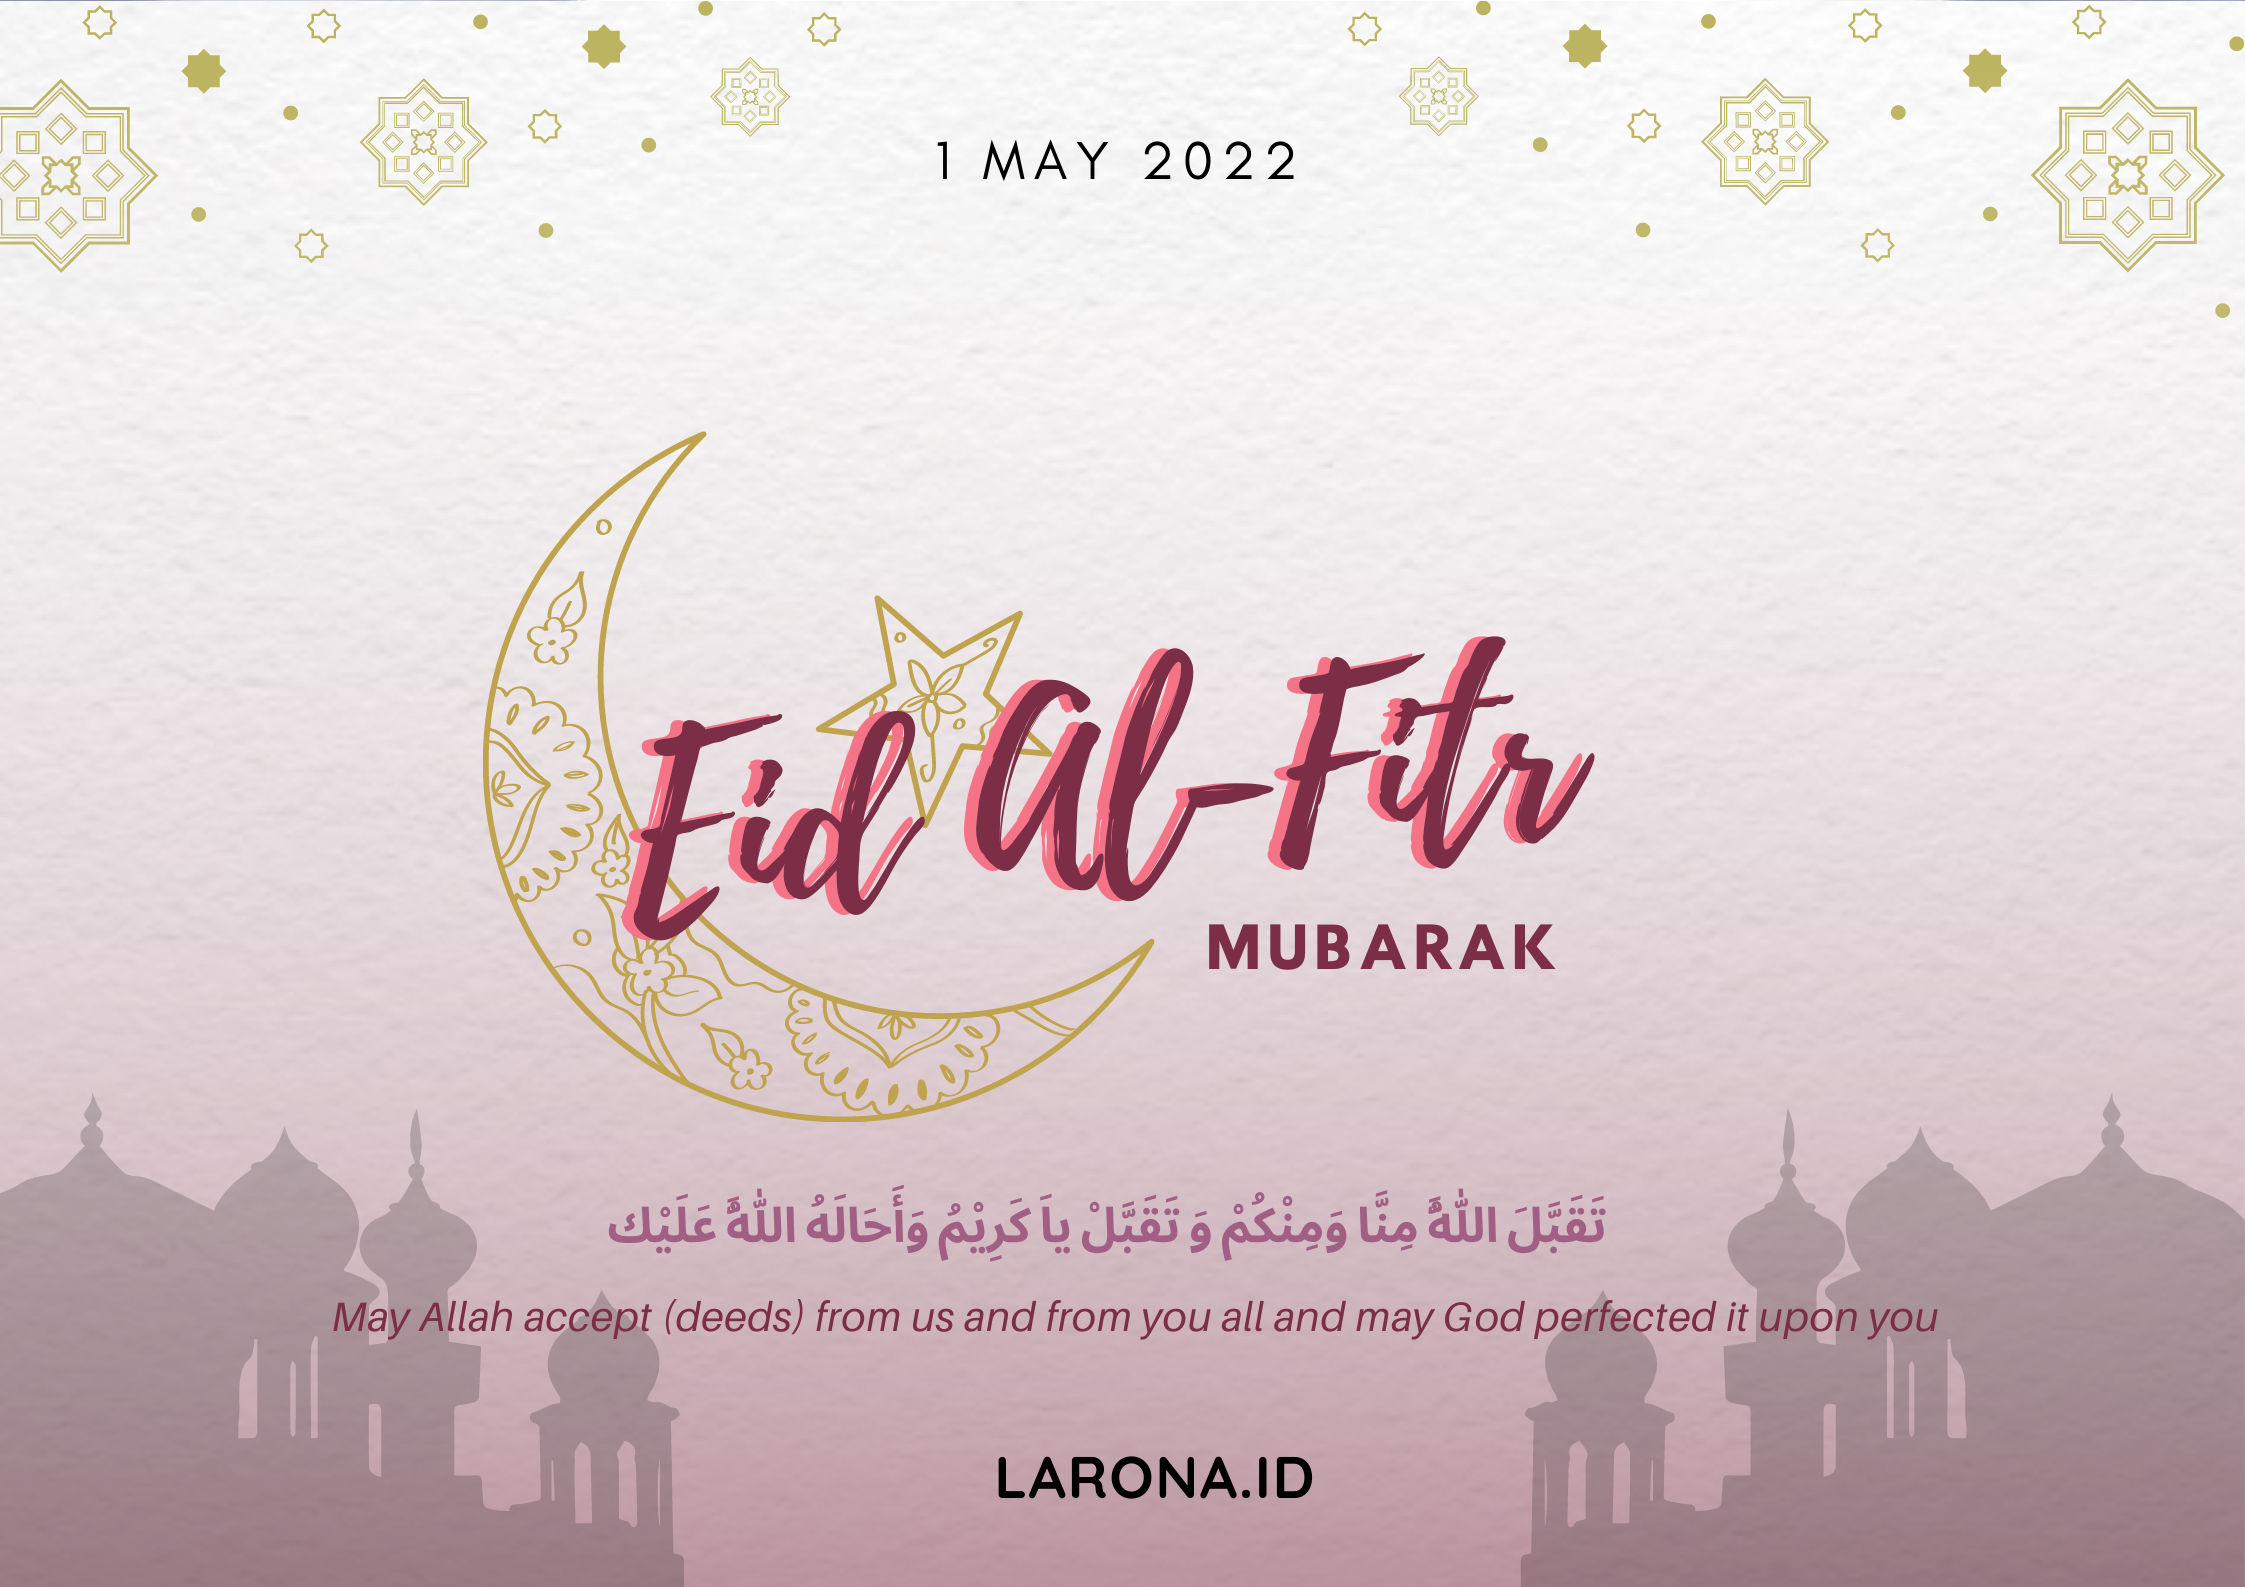 1 MAY 2022
Eid Al-Fitr
MUBARAK
تَقَبَّلَ اللّٰهُ مِنَّا وَمِنْكُمْ وَ تَقَبَّلْ ياَ كَرِيْمُ وَأَحَالَهُ اللّٰهُ عَلَيْك
May Allah accept (deeds) from us and from you all and may God perfected it upon you
LARONA.ID